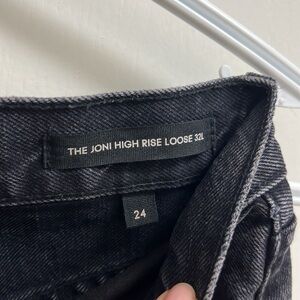 THE JONI HIGH RISE LOOSE 32L
24